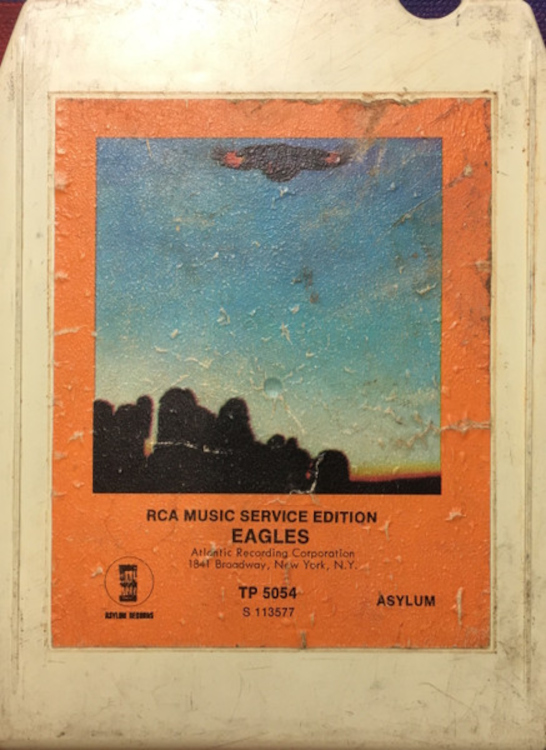 RCA MUSIC SERVICE EDITION
EAGLES
Atlantic Recording Corporation
1841 Broadway, New York, N.Y.
TP 5054
S 113577
ASYLUM
ASYLUM RECORDS